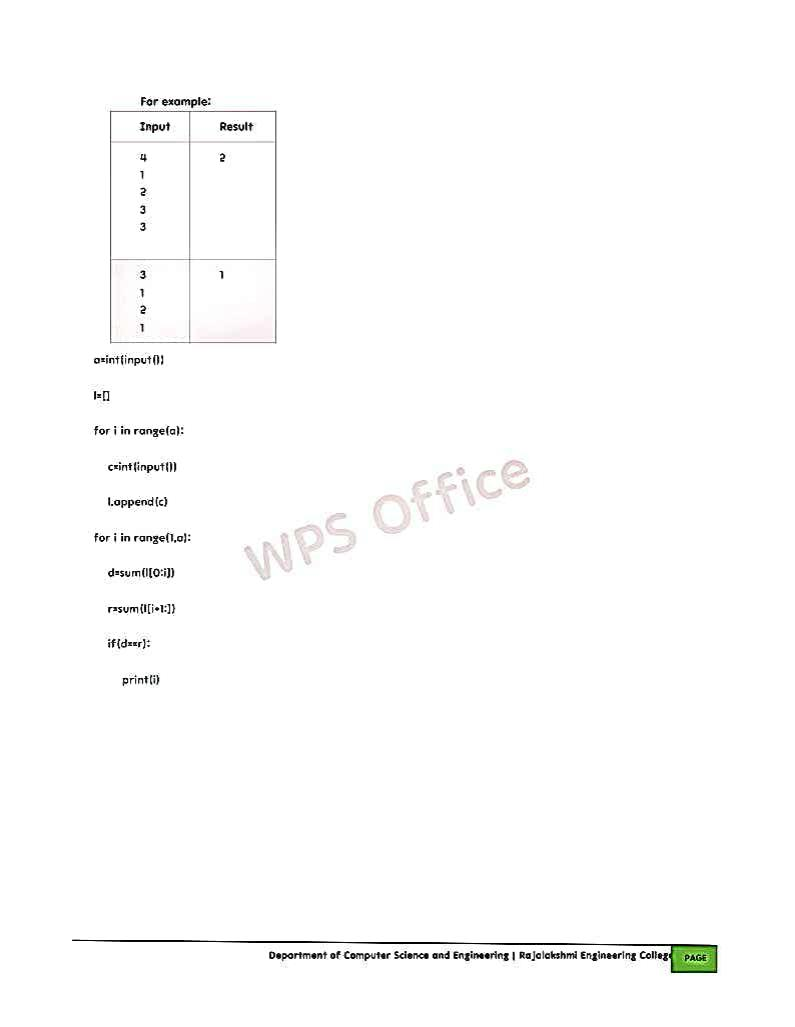 For example:
Input Result
4 2
1
2
3
3
3 1
1
2
1
a=int(input())
l=[]
for i in range(a):
c=int(input())
l.append(c)
for i in range(1,a):
d=sum(l[0:i])
r=sum(l[i+1:])
if(d==r):
print(i)
WPS Office
Department of Computer Science and Engineering | Rajalakshmi Engineering College
PAGE